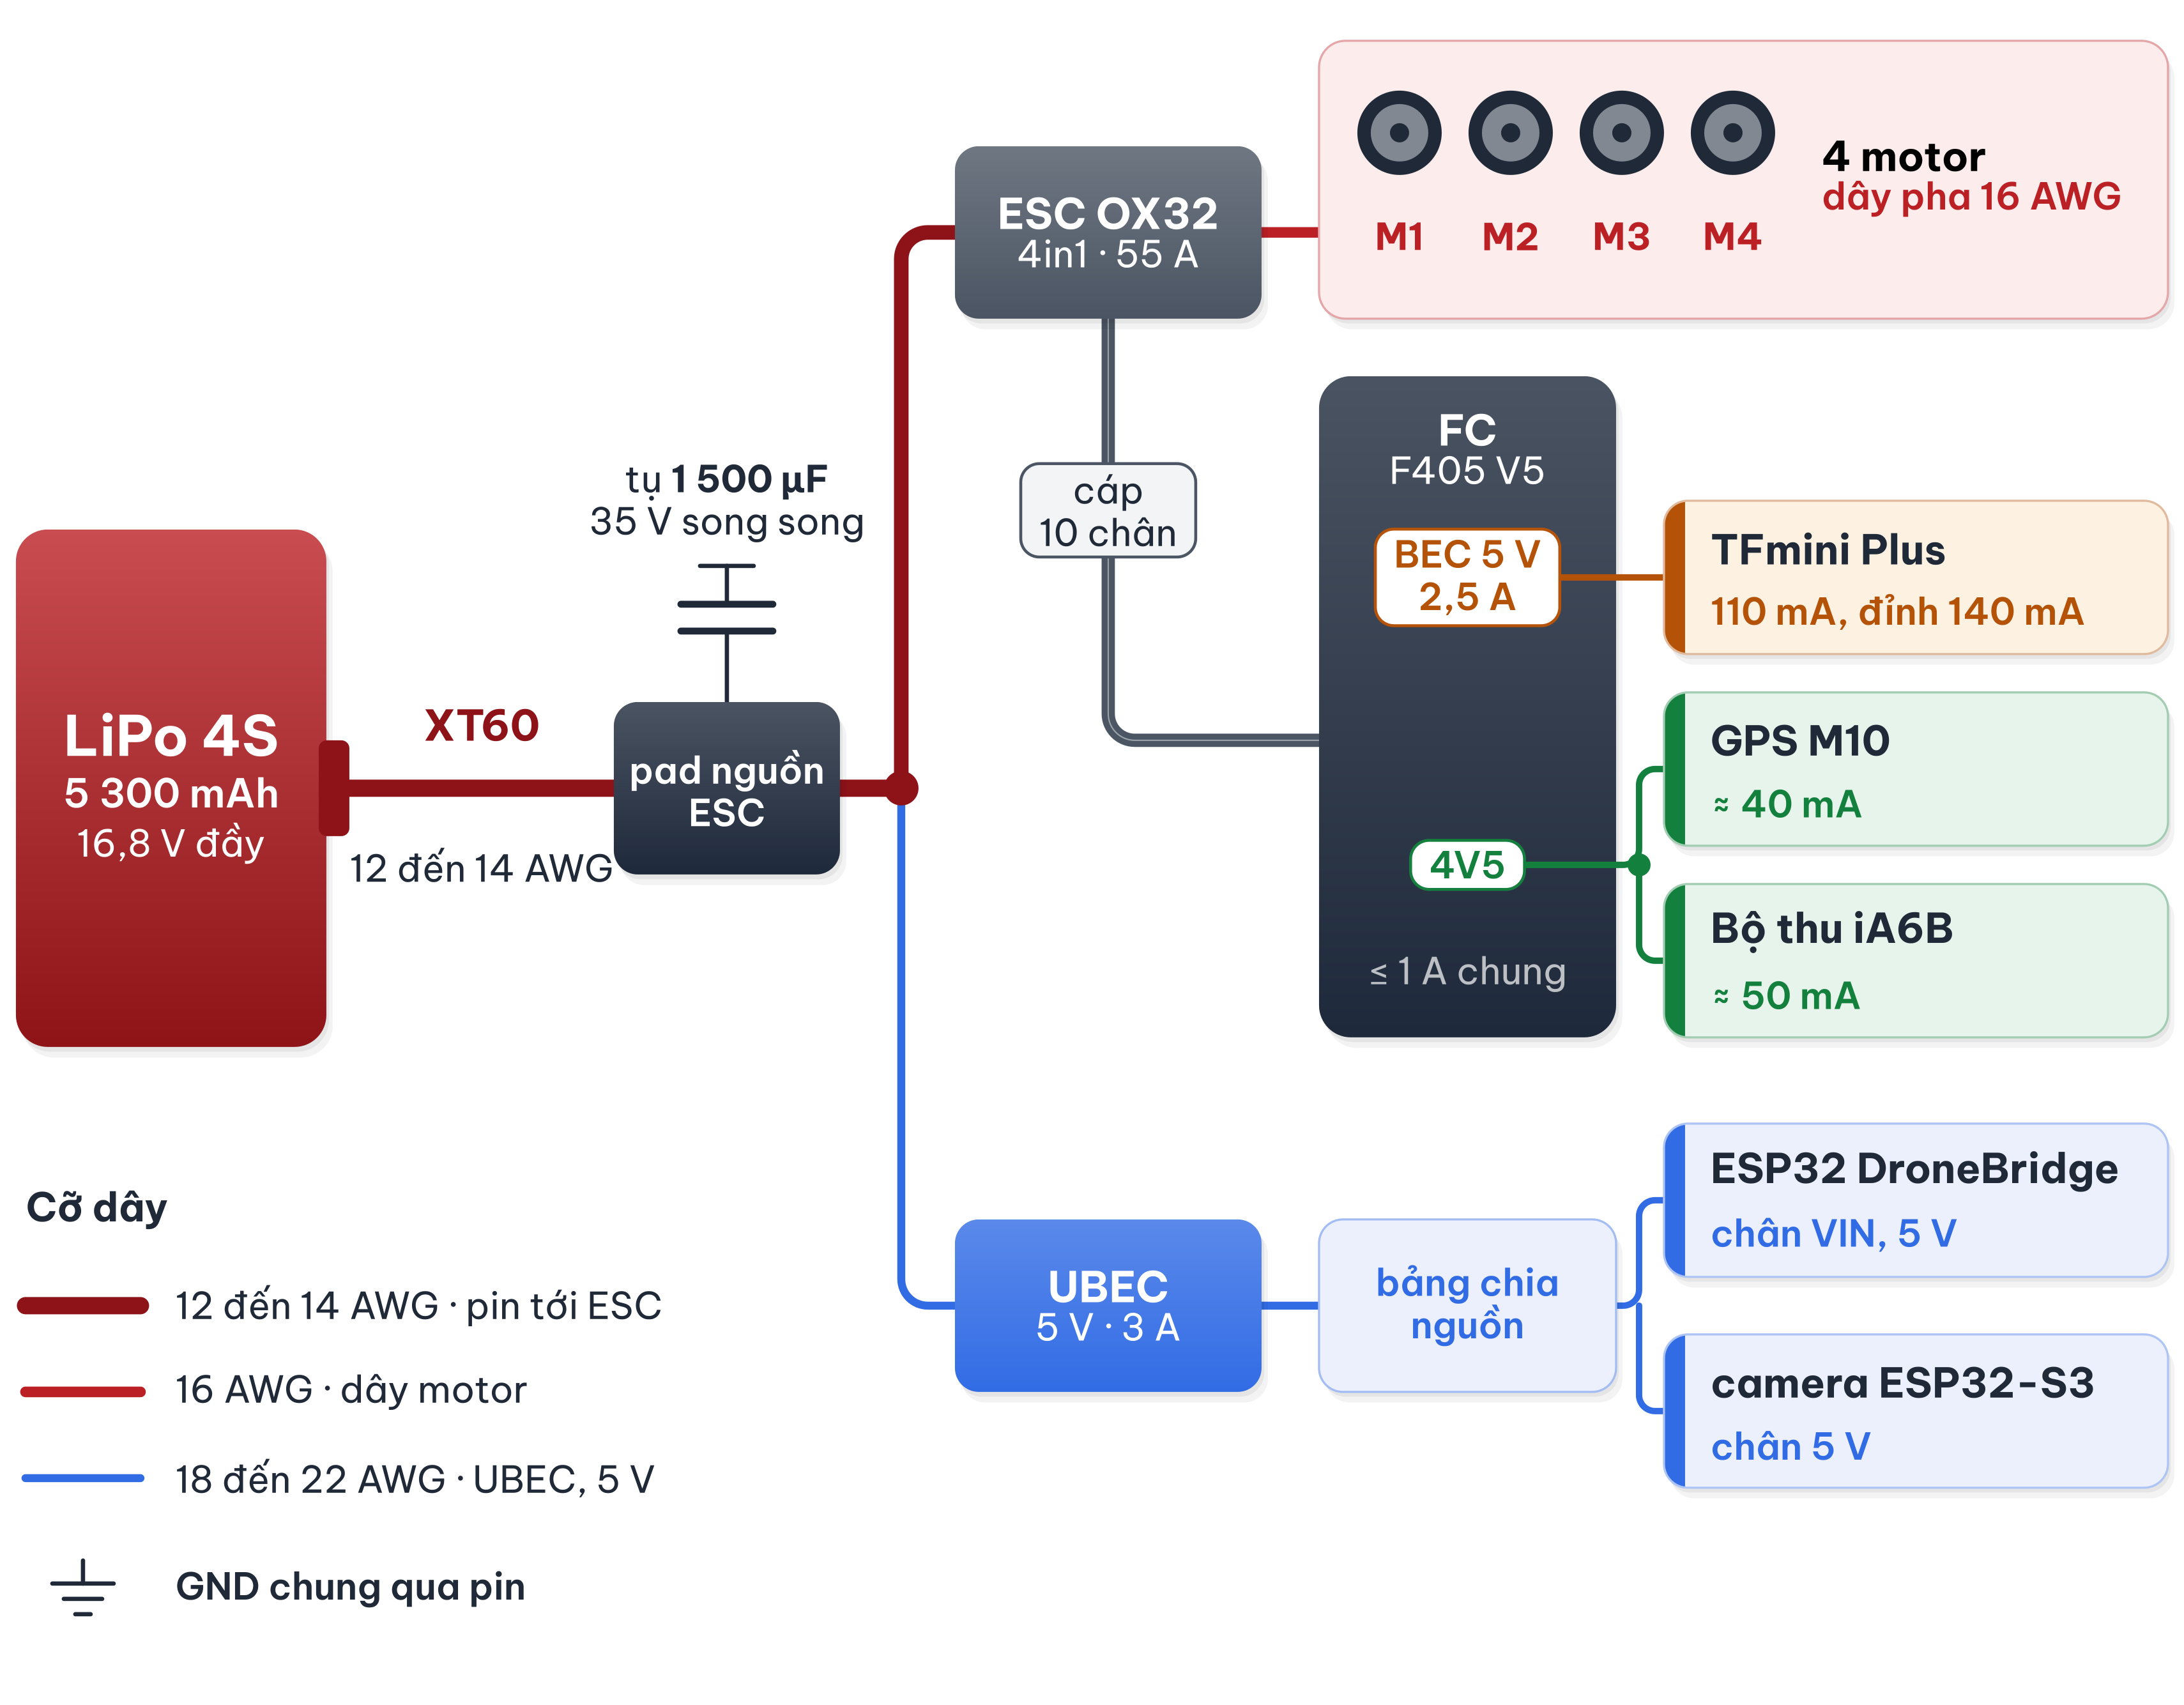 ESC OX32
4in1 · 55 A
M1 M2 M3 M4
4 motor
dây pha 16 AWG
tụ 1 500 µF
35 V song song
cáp
10 chân
FC
F405 V5
BEC 5 V
2,5 A
4V5
≤ 1 A chung
TFmini Plus
110 mA, đỉnh 140 mA
GPS M10
≈ 40 mA
Bộ thu iA6B
≈ 50 mA
LiPo 4S
5 300 mAh
16,8 V đầy
XT60
12 đến 14 AWG
pad nguồn
ESC
UBEC
5 V · 3 A
bảng chia
nguồn
ESP32 DroneBridge
chân VIN, 5 V
camera ESP32-S3
chân 5 V
Cỡ dây
12 đến 14 AWG · pin tới ESC
16 AWG · dây motor
18 đến 22 AWG · UBEC, 5 V
GND chung qua pin